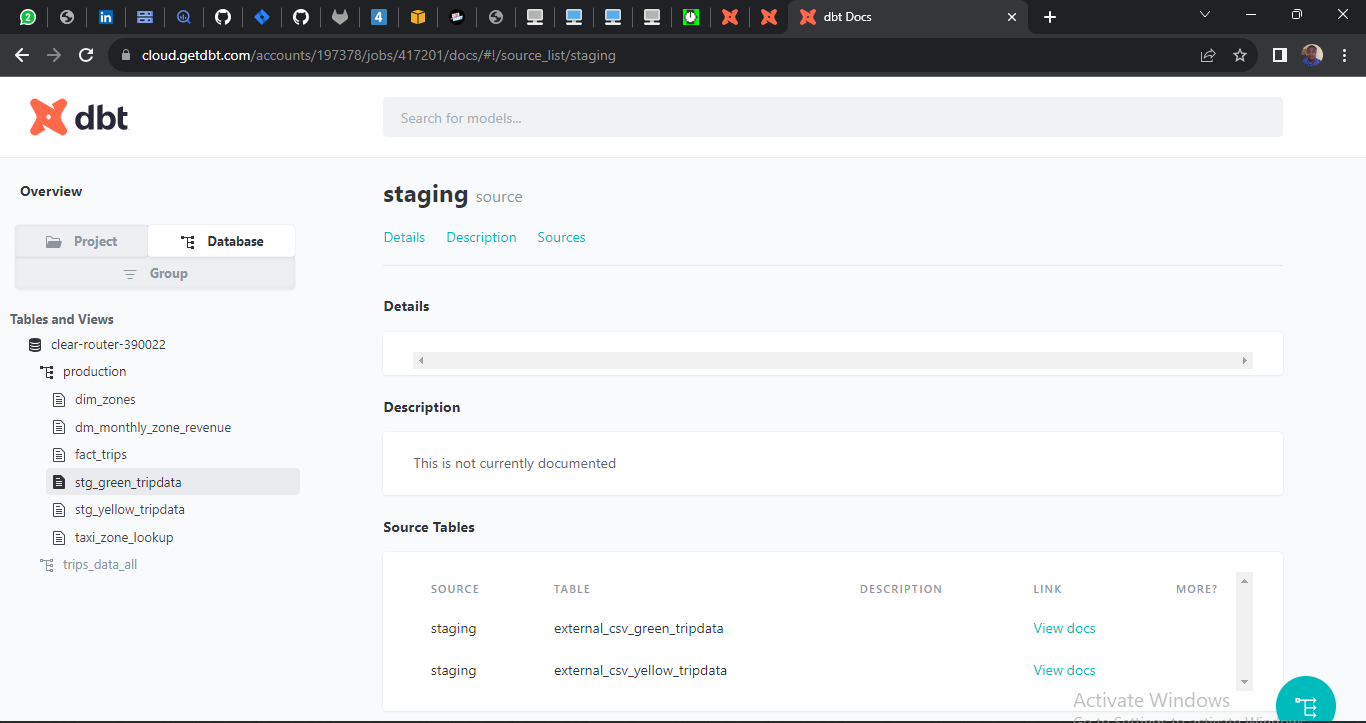 dbt Docs
cloud.getdbt.com/accounts/197378/jobs/417201/docs/#!/source_list/staging
dbt
Search for models...
Overview
Project
Database
Group
Tables and Views
clear-router-390022
production
dim_zones
dm_monthly_zone_revenue
fact_trips
stg_green_tripdata
stg_yellow_tripdata
taxi_zone_lookup
trips_data_all
staging source
Details Description Sources
Details
Description
This is not currently documented
Source Tables
SOURCE TABLE DESCRIPTION LINK MORE?
staging external_csv_green_tripdata View docs
staging external_csv_yellow_tripdata View docs
Activate Windows